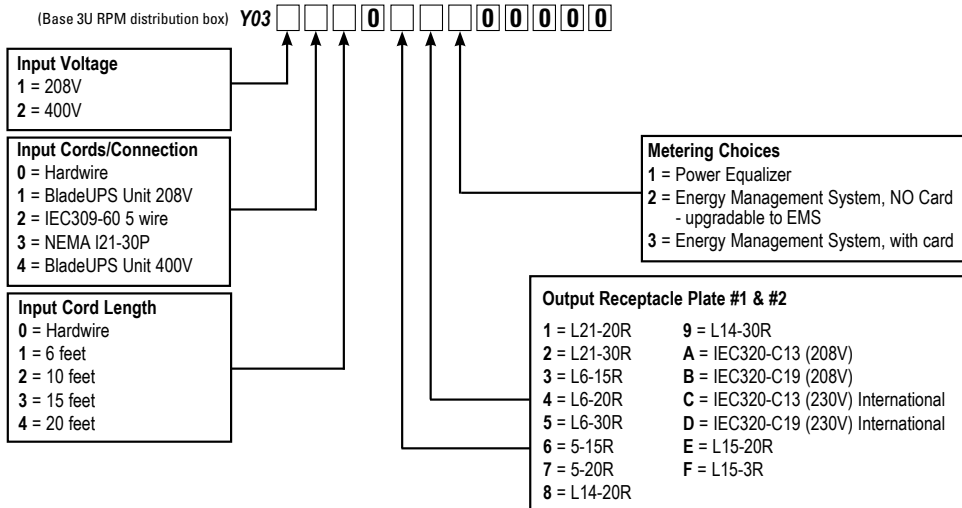 (Base 3U RPM distribution box) Y03 0 0 0 0 0 0
Input Voltage
1 = 208V
2 = 400V
Input Cords/Connection
0 = Hardwire
1 = BladeUPS Unit 208V
2 = IEC309-60 5 wire
3 = NEMA l21-30P
4 = BladeUPS Unit 400V
Input Cord Length
0 = Hardwire
1 = 6 feet
2 = 10 feet
3 = 15 feet
4 = 20 feet
Metering Choices
1 = Power Equalizer
2 = Energy Management System, NO Card
- upgradable to EMS
3 = Energy Management System, with card
Output Receptacle Plate #1 & #2
1 = L21-20R
2 = L21-30R
3 = L6-15R
4 = L6-20R
5 = L6-30R
6 = 5-15R
7 = 5-20R
8 = L14-20R
9 = L14-30R
A = IEC320-C13 (208V)
B = IEC320-C19 (208V)
C = IEC320-C13 (230V) International
D = IEC320-C19 (230V) International
E = L15-20R
F = L15-3R